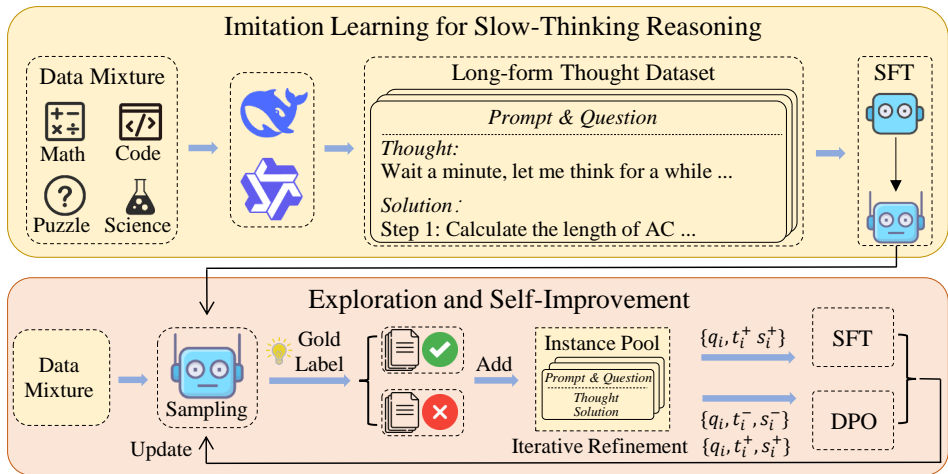 Imitation Learning for Slow-Thinking Reasoning
Data Mixture
Math
Code
Puzzle
Science
Long-form Thought Dataset
Prompt & Question
Thought:
Wait a minute, let me think for a while ...
Solution:
Step 1: Calculate the length of AC ...
SFT
Exploration and Self-Improvement
Data
Mixture
Sampling
Update
Gold
Label
Add
Instance Pool
Prompt & Question
Thought
Solution
Iterative Refinement
{q_i, t_i^+ s_i^+}
{q_i, t_i^-, s_i^-}
{q_i, t_i^+, s_i^+}
SFT
DPO